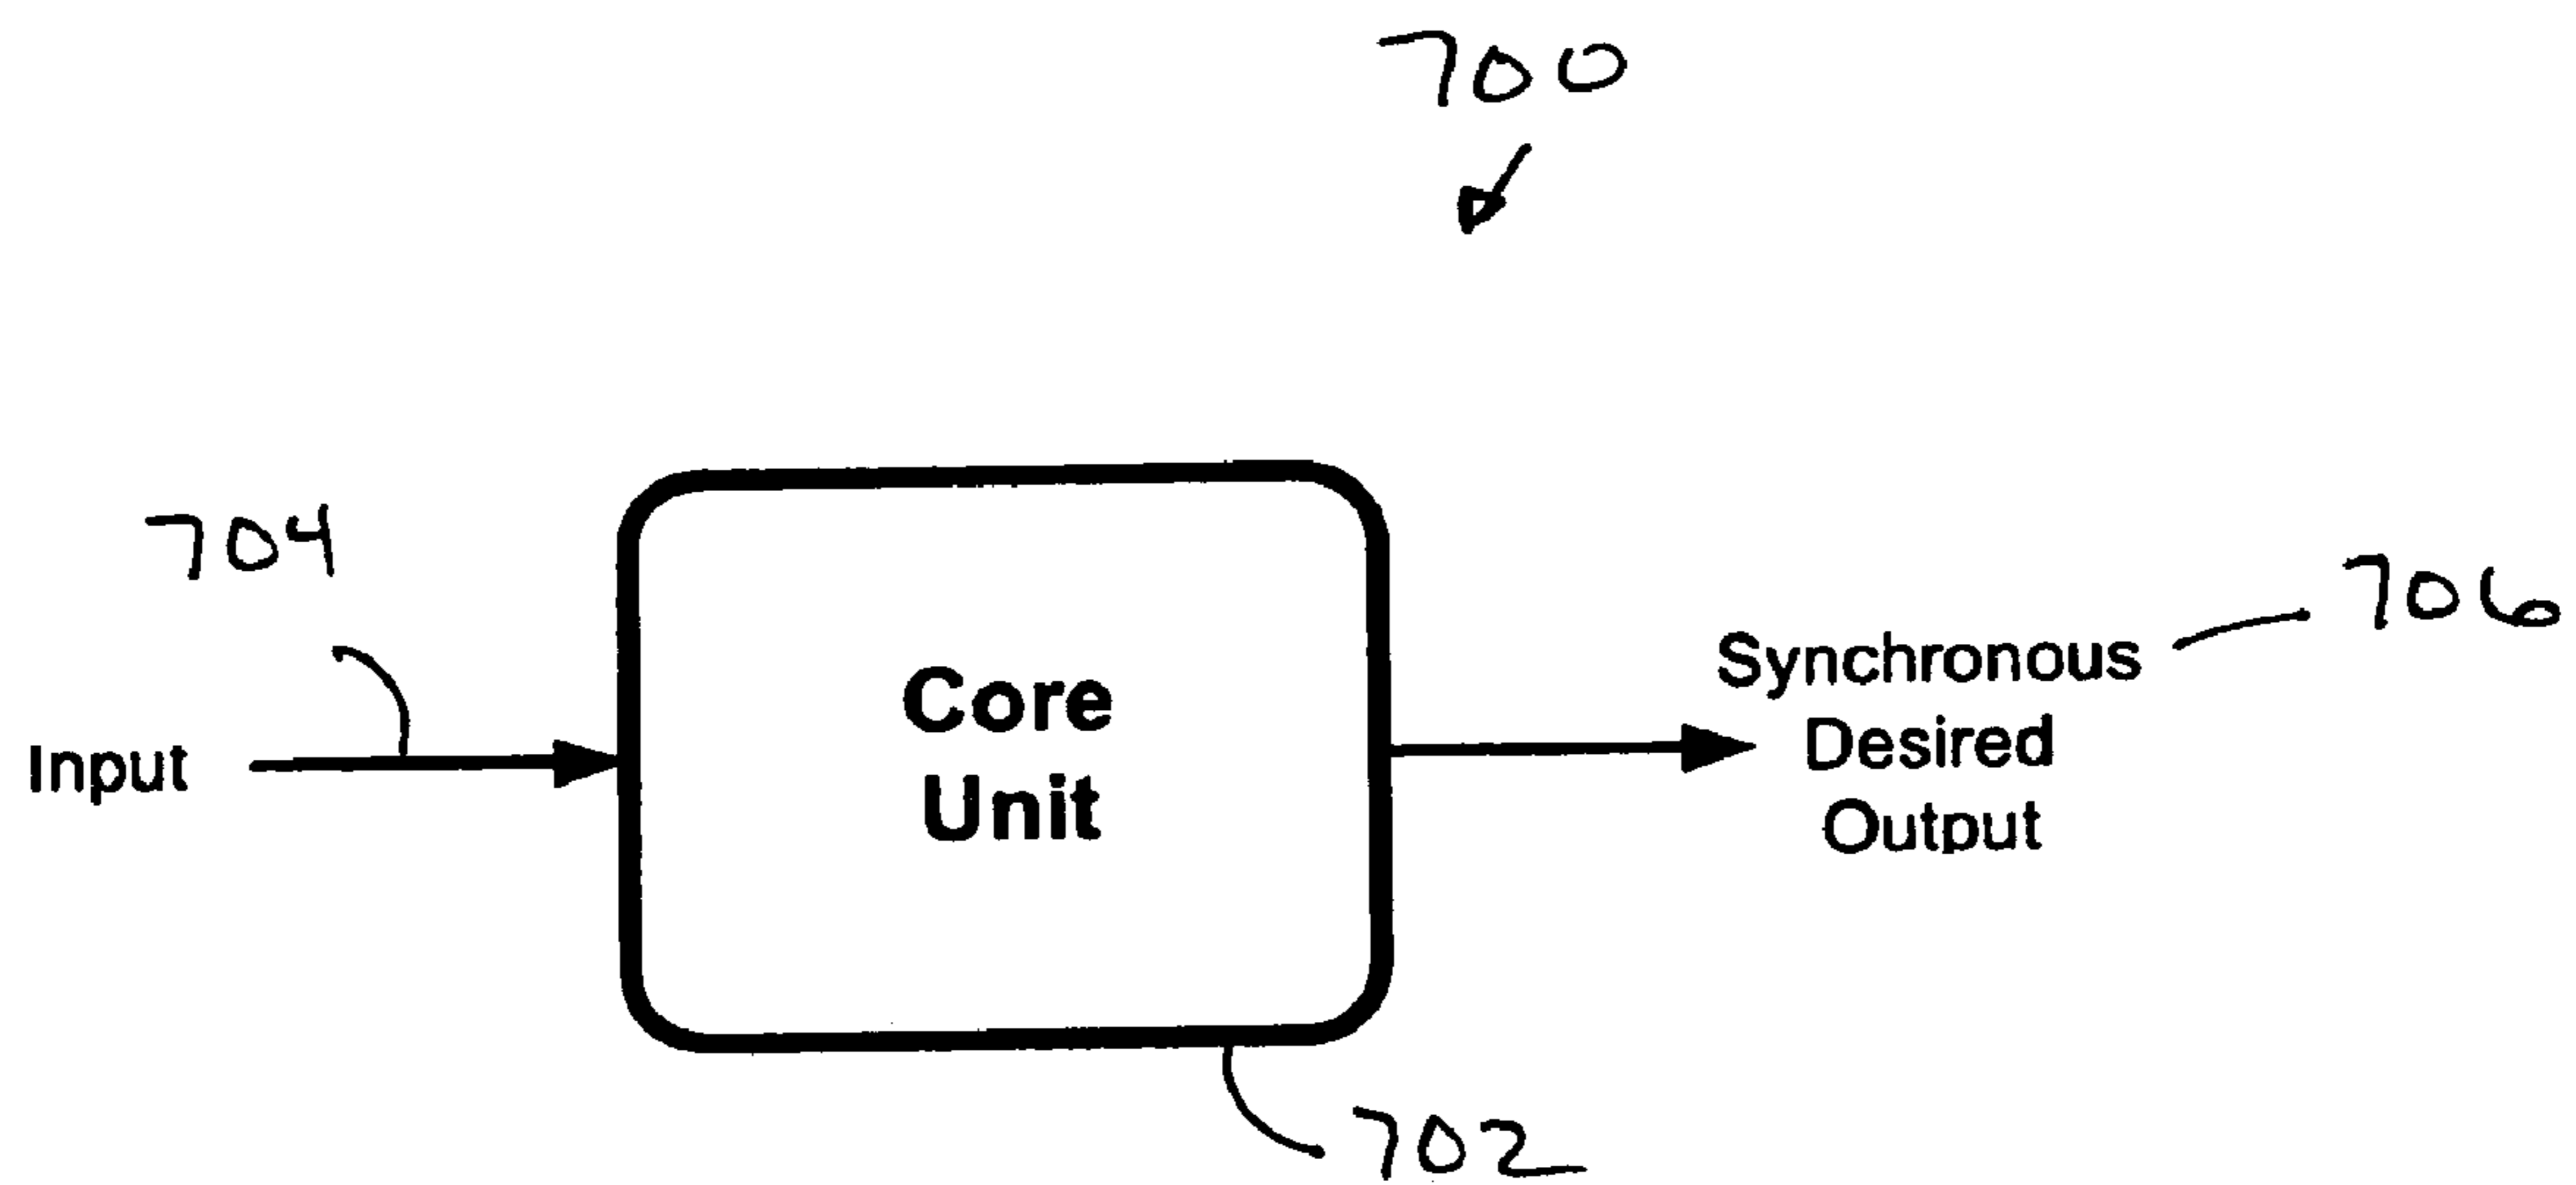 700
704
706
Synchronous
Core
Input
Desired
Unit
Output
702